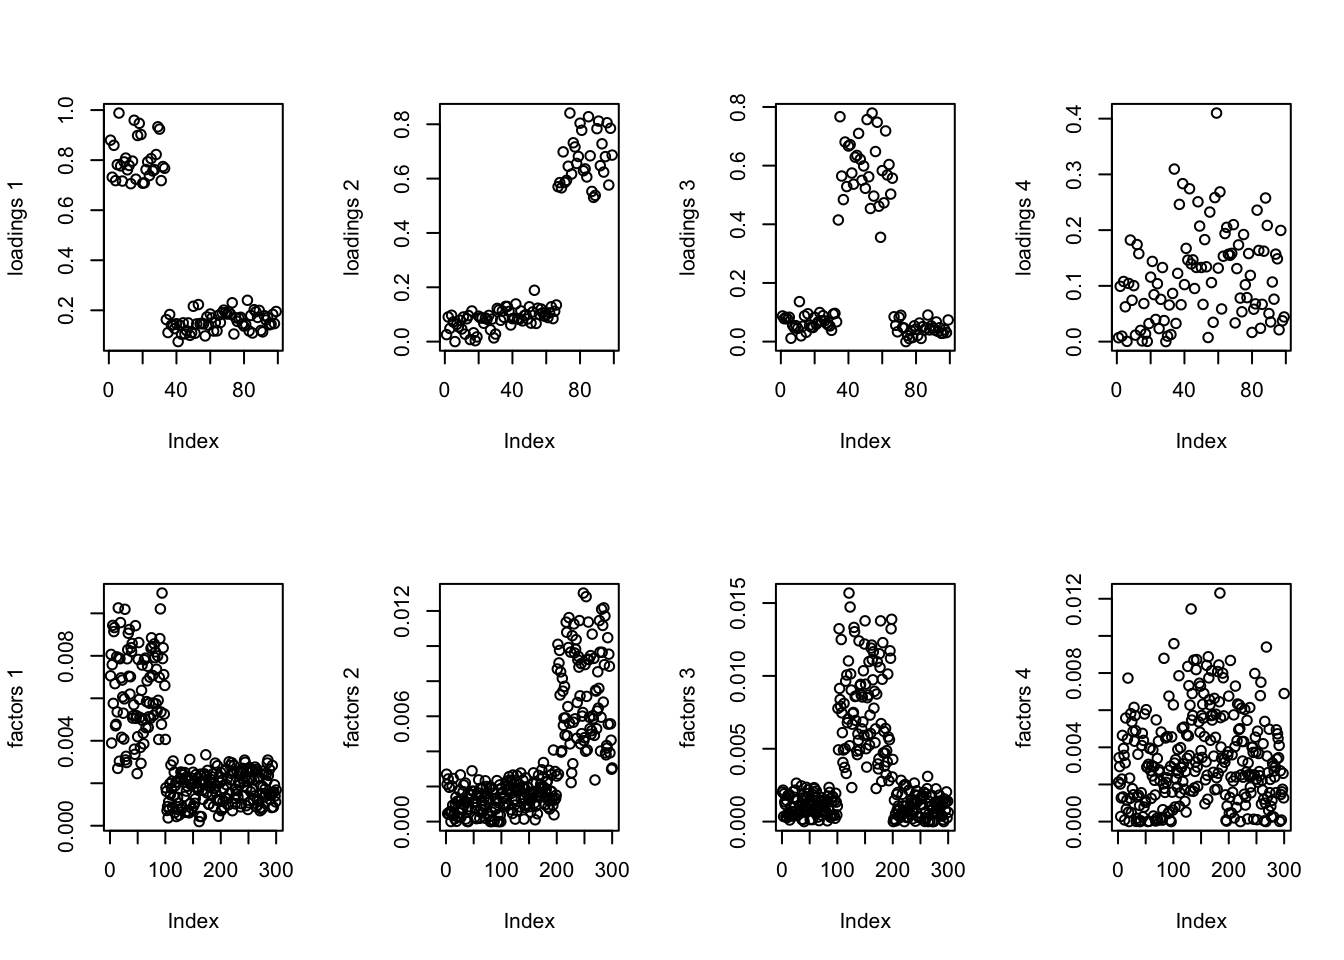 loadings 1
0.2 0.4 0.6 0.8 1.0
0 40 80
Index
loadings 2
0.0 0.2 0.4 0.6 0.8
0 40 80
Index
loadings 3
0.0 0.2 0.4 0.6 0.8
0 40 80
Index
loadings 4
0.0 0.1 0.2 0.3 0.4
0 40 80
Index
factors 1
0.000 0.004 0.008
0 100 200 300
Index
factors 2
0.000 0.006 0.012
0 100 200 300
Index
factors 3
0.000 0.005 0.010 0.015
0 100 200 300
Index
factors 4
0.000 0.004 0.008 0.012
0 100 200 300
Index